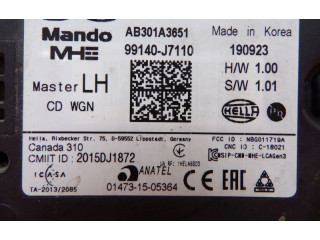 Mando AB301A3651 Made in Korea
MHE 99140-J7110 190923
Master LH H/W 1.00
CD WGN S/W 1.01
HELLA
Hella, Rixbecker Str. 75, D-59552 Lippstadt, Germany
Canada 310
CMIIT ID : 2015DJ1872
FCC ID : NBG011719A
CNC ID : C-18021
ICASA
TA-2013/2085
ANATEL
01473-15-05364
EAC